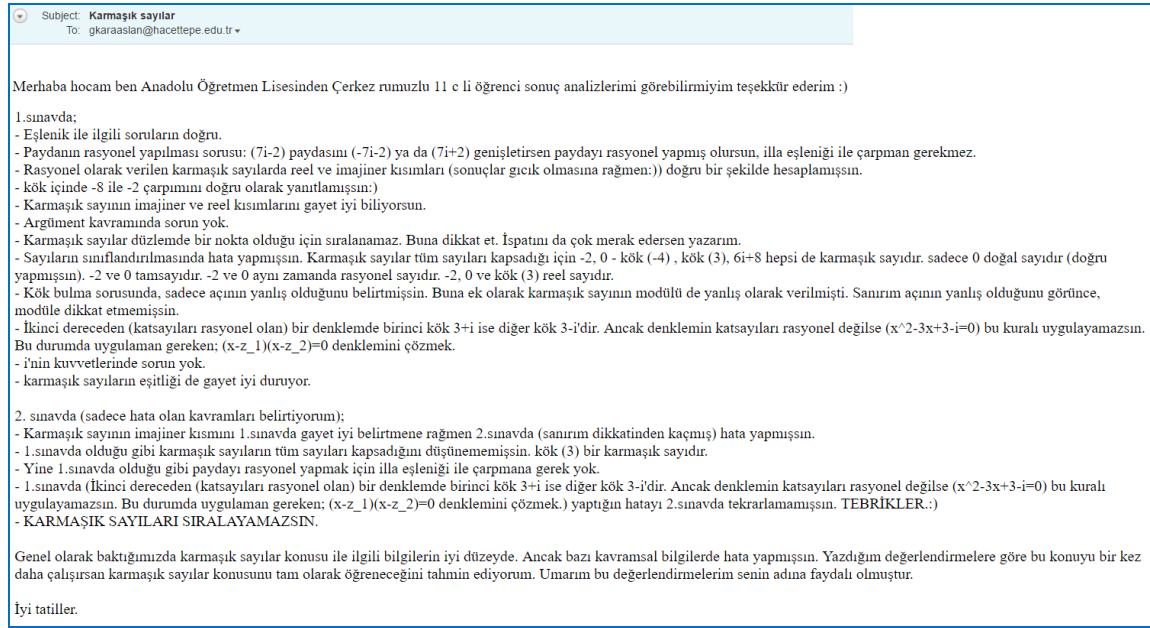 Subject: Karmaşık sayılar
To: gkaraaslan@hacettepe.edu.tr
Merhaba hocam ben Anadolu Öğretmen Lisesinden Çerkez rumuzlu 11 c li öğrenci sonuç analizlerimi görebilirmiyim teşekkür ederim :)
1.sınavda;
- Eşlenik ile ilgili soruların doğru.
- Paydanın rasyonel yapılması sorusu: (7i-2) paydasını (-7i-2) ya da (7i+2) genişletirsen paydayı rasyonel yapmış olursun, illa eşleniği ile çarpman gerekmez.
- Rasyonel olarak verilen karmaşık sayılarda reel ve imajiner kısımları (sonuçlar gıcık olmasına rağmen:)) doğru bir şekilde hesaplamışsın.
- kök içinde -8 ile -2 çarpımını doğru olarak yanıtlamışsın:)
- Karmaşık sayının imajiner ve reel kısımlarını gayet iyi biliyorsun.
- Argüment kavramında sorun yok.
- Karmaşık sayılar düzlemde bir nokta olduğu için sıralanamaz. Buna dikkat et. İspatını da çok merak edersen yazarım.
- Sayıların sınıflandırılmasında hata yapmışsın. Karmaşık sayılar tüm sayıları kapsadığı için -2, 0 - kök (-4) , kök (3), 6i+8 hepsi de karmaşık sayıdır. sadece 0 doğal sayıdır (doğru
yapmışsın). -2 ve 0 tamsayıdır. -2 ve 0 aynı zamanda rasyonel sayıdır. -2, 0 ve kök (3) reel sayıdır.
- Kök bulma sorusunda, sadece açının yanlış olduğunu belirtmişsin. Buna ek olarak karmaşık sayının modülü de yanlış olarak verilmişti. Sanırım açının yanlış olduğunu görünce,
modüle dikkat etmemişsin.
- İkinci dereceden (katsayıları rasyonel olan) bir denklemde birinci kök 3+i ise diğer kök 3-i'dir. Ancak denklemin katsayıları rasyonel değilse (x^2-3x+3-i=0) bu kuralı uygulayamazsın.
Bu durumda uygulaman gereken; (x-z_1)(x-z_2)=0 denklemini çözmek.
- i'nin kuvvetlerinde sorun yok.
- karmaşık sayıların eşitliği de gayet iyi duruyor.
2. sınavda (sadece hata olan kavramları belirtiyorum);
- Karmaşık sayının imajiner kısmını 1.sınavda gayet iyi belirtmene rağmen 2.sınavda (sanırım dikkatinden kaçmış) hata yapmışsın.
- 1.sınavda olduğu gibi karmaşık sayıların tüm sayıları kapsadığını düşünememişsin. kök (3) bir karmaşık sayıdır.
- Yine 1.sınavda olduğu gibi paydayı rasyonel yapmak için illa eşleniği ile çarpmana gerek yok.
- 1.sınavda (İkinci dereceden (katsayıları rasyonel olan) bir denklemde birinci kök 3+i ise diğer kök 3-i'dir. Ancak denklemin katsayıları rasyonel değilse (x^2-3x+3-i=0) bu kuralı
uygulayamazsın. Bu durumda uygulaman gereken; (x-z_1)(x-z_2)=0 denklemini çözmek.) yaptığın hatayı 2.sınavda tekrarlamamışsın. TEBRİKLER.:)
- KARMAŞIK SAYILARI SIRALAYAMAZSIN.
Genel olarak baktığımızda karmaşık sayılar konusu ile ilgili bilgilerin iyi düzeyde. Ancak bazı kavramsal bilgilerde hata yapmışsın. Yazdığım değerlendirmelere göre bu konuyu bir kez
daha çalışırsan karmaşık sayılar konusunu tam olarak öğreneceğini tahmin ediyorum. Umarım bu değerlendirmelerim senin adına faydalı olmuştur.
İyi tatiller.